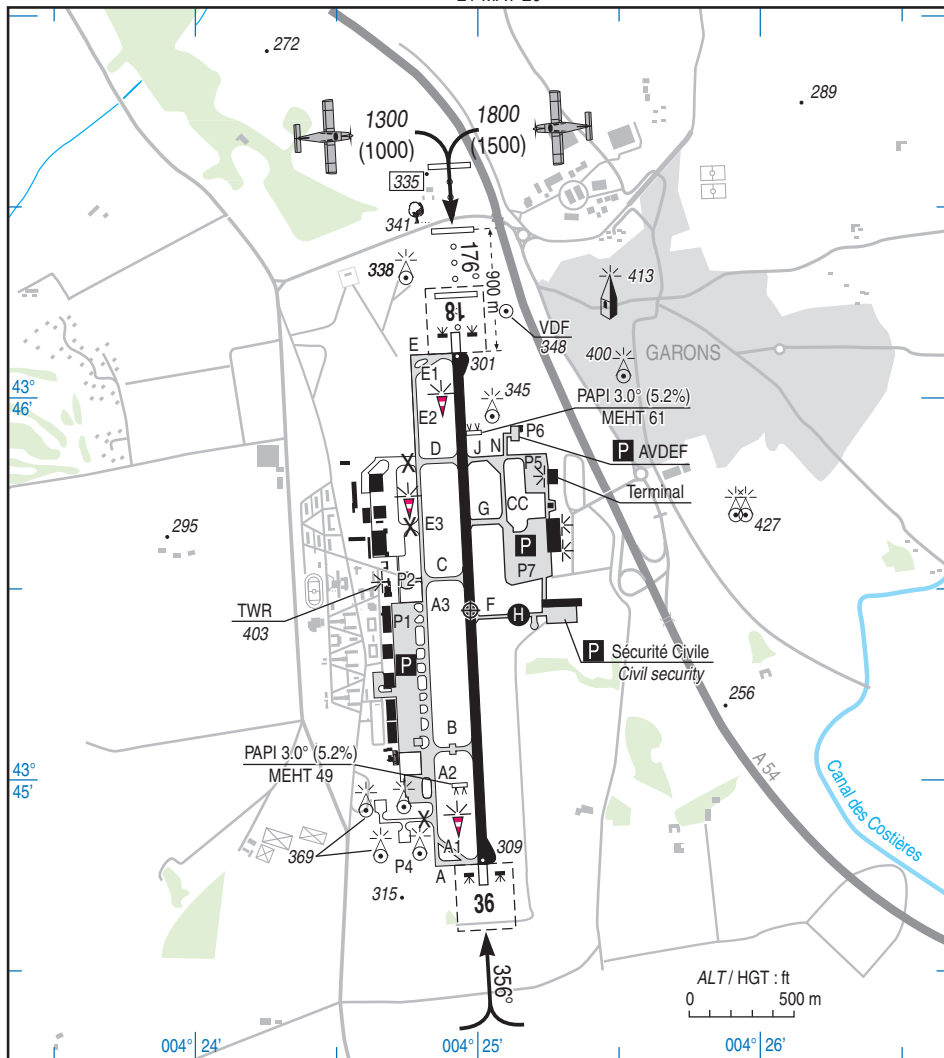 272
289
1300
(1000)
1800
(1500)
335
341
338
176°
900 m
413
18
VDF
348
400
GARONS
E
301
E1
43°
46'
345
PAPI 3.0° (5.2%)
MEHT 61
E2
P6
D
J
N
P AVDEF
P5
Terminal
G
CC
427
E3
295
P
P7
C
P2
TWR
403
A3
F
H
P1
P
P Sécurité Civile
Civil security
256
B
A 54
PAPI 3.0° (5.2%)
MEHT 49
A2
43°
45'
Canal des Costières
369
A1
309
P4
A
315
36
356°
ALT / HGT : ft
0 500 m
004° 24'
004° 25'
004° 26'